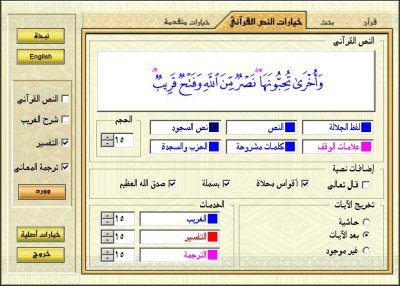 قرآن
بحث
خيارات النص القرآني
خيارات متقدمة
نبذة
English
النص القرآني
شرح الغريب
التفسير
ترجمة المعاني
وورد
خيارات أصلية
خروج
النص القرآني
وَأُخْرَىٰ تُحِبُّونَهَا ۖ نَصْرٌ مِّنَ اللَّهِ وَفَتْحٌ قَرِيبٌ ۗ
الحجم
١٥
لفظ الجلالة
النص
نص السجود
علامات الوقف
كلمات مشروحة
الحزب والسجدة
إضافات نصية
قال تعالى
أقواس محلاة
بسملة
صدق الله العظيم
تخريج الآيات
حاشية
بعد الآيات
غير موجود
الخدمات
الغريب
١٥
التفسير
١٥
الترجمة
١٥